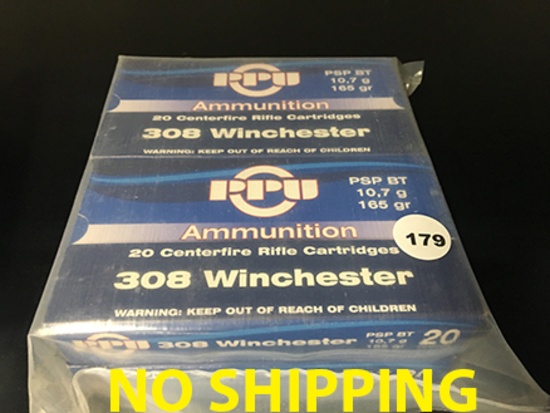 PPU
PSP BT
10,7 g
165 gr
Ammunition
20 Centerfire Rifle Cartridges
308 Winchester
WARNING: KEEP OUT OF REACH OF CHILDREN
PPU
PSP BT
10,7 g
165 gr
Ammunition
20 Centerfire Rifle Cartridges
179
308 Winchester
WARNING: KEEP OUT OF REACH OF CHILDREN
PPU 308 Winchester
PSP BT
10,7 g
165 gr
20
NO SHIPPING